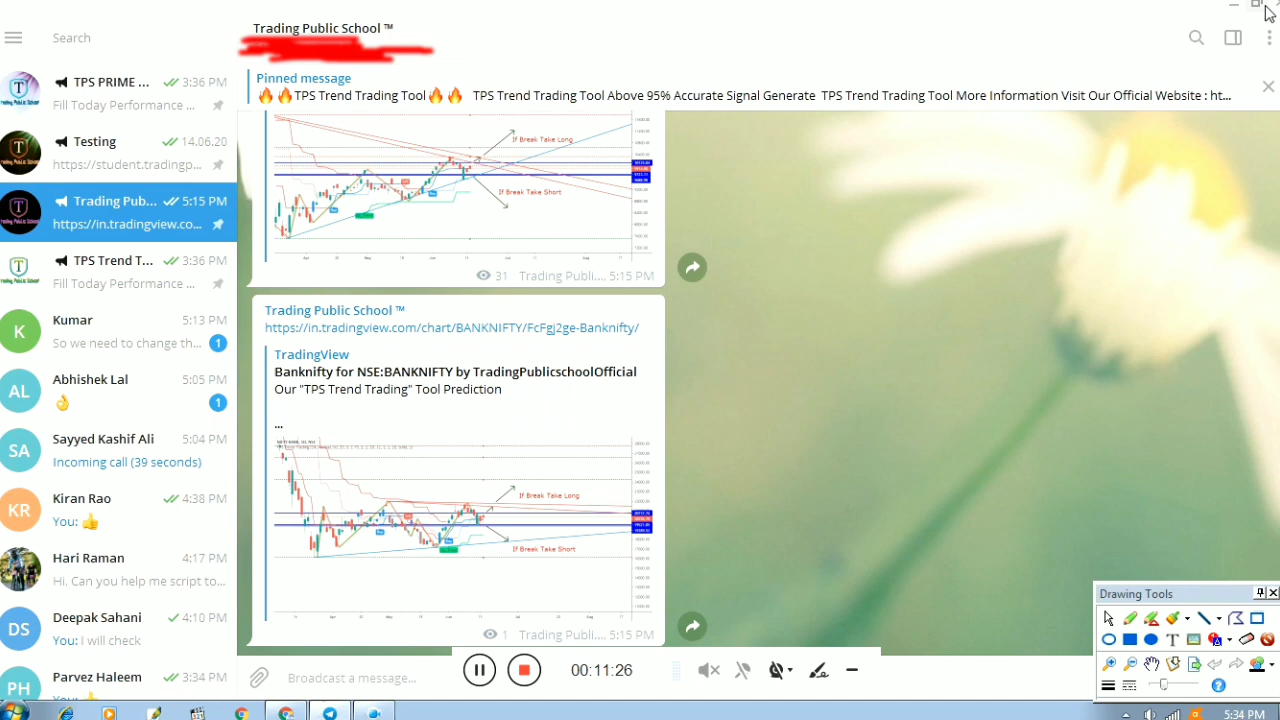 Search
TPS PRIME ...
3:36 PM
Fill Today Performance ...
Testing
14.06.20
https://student.tradingp...
Trading Pub...
5:15 PM
https://in.tradingview.co...
TPS Trend T...
3:36 PM
Fill Today Performance ...
K
Kumar
5:13 PM
So we need to change th...
1
AL
Abhishek Lal
5:05 PM
👌
1
SA
Sayyed Kashif Ali
5:04 PM
Incoming call (39 seconds)
KR
Kiran Rao
4:38 PM
You: 👍
Hari Raman
4:17 PM
Hi. Can you help me script to...
DS
Deepak Sahani
4:10 PM
You: I will check
PH
Parvez Haleem
3:34 PM
You:
Trading Public School ™
Pinned message
🔥🔥TPS Trend Trading Tool🔥🔥 TPS Trend Trading Tool Above 95% Accurate Signal Generate TPS Trend Trading Tool More Information Visit Our Official Website : ht...
If Break Take Long
If Break Take Short
31 Trading Publi..., 5:15 PM
Trading Public School ™
https://in.tradingview.com/chart/BANKNIFTY/FcFgj2ge-Banknifty/
TradingView
Banknifty for NSE:BANKNIFTY by TradingPublicschoolOfficial
Our "TPS Trend Trading" Tool Prediction
...
If Break Take Long
If Break Take Short
1 Trading Publi..., 5:15 PM
Broadcast a message...
00:11:26
Drawing Tools
5:34 PM